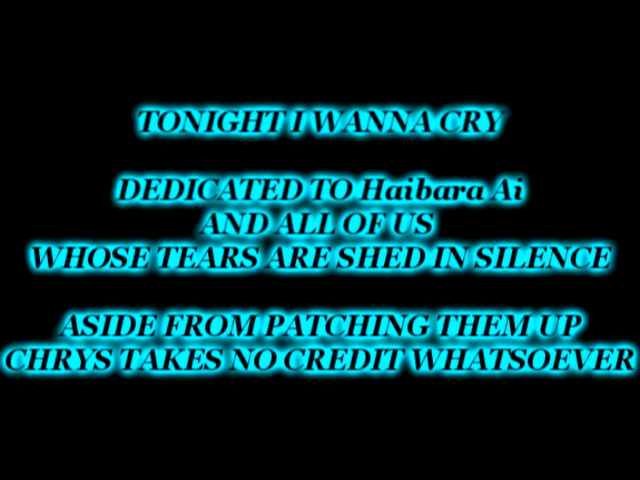 TONIGHT I WANNA CRY
DEDICATED TO Haibara Ai
AND ALL OF US
WHOSE TEARS ARE SHED IN SILENCE
ASIDE FROM PATCHING THEM UP
CHRYS TAKES NO CREDIT WHATSOEVER